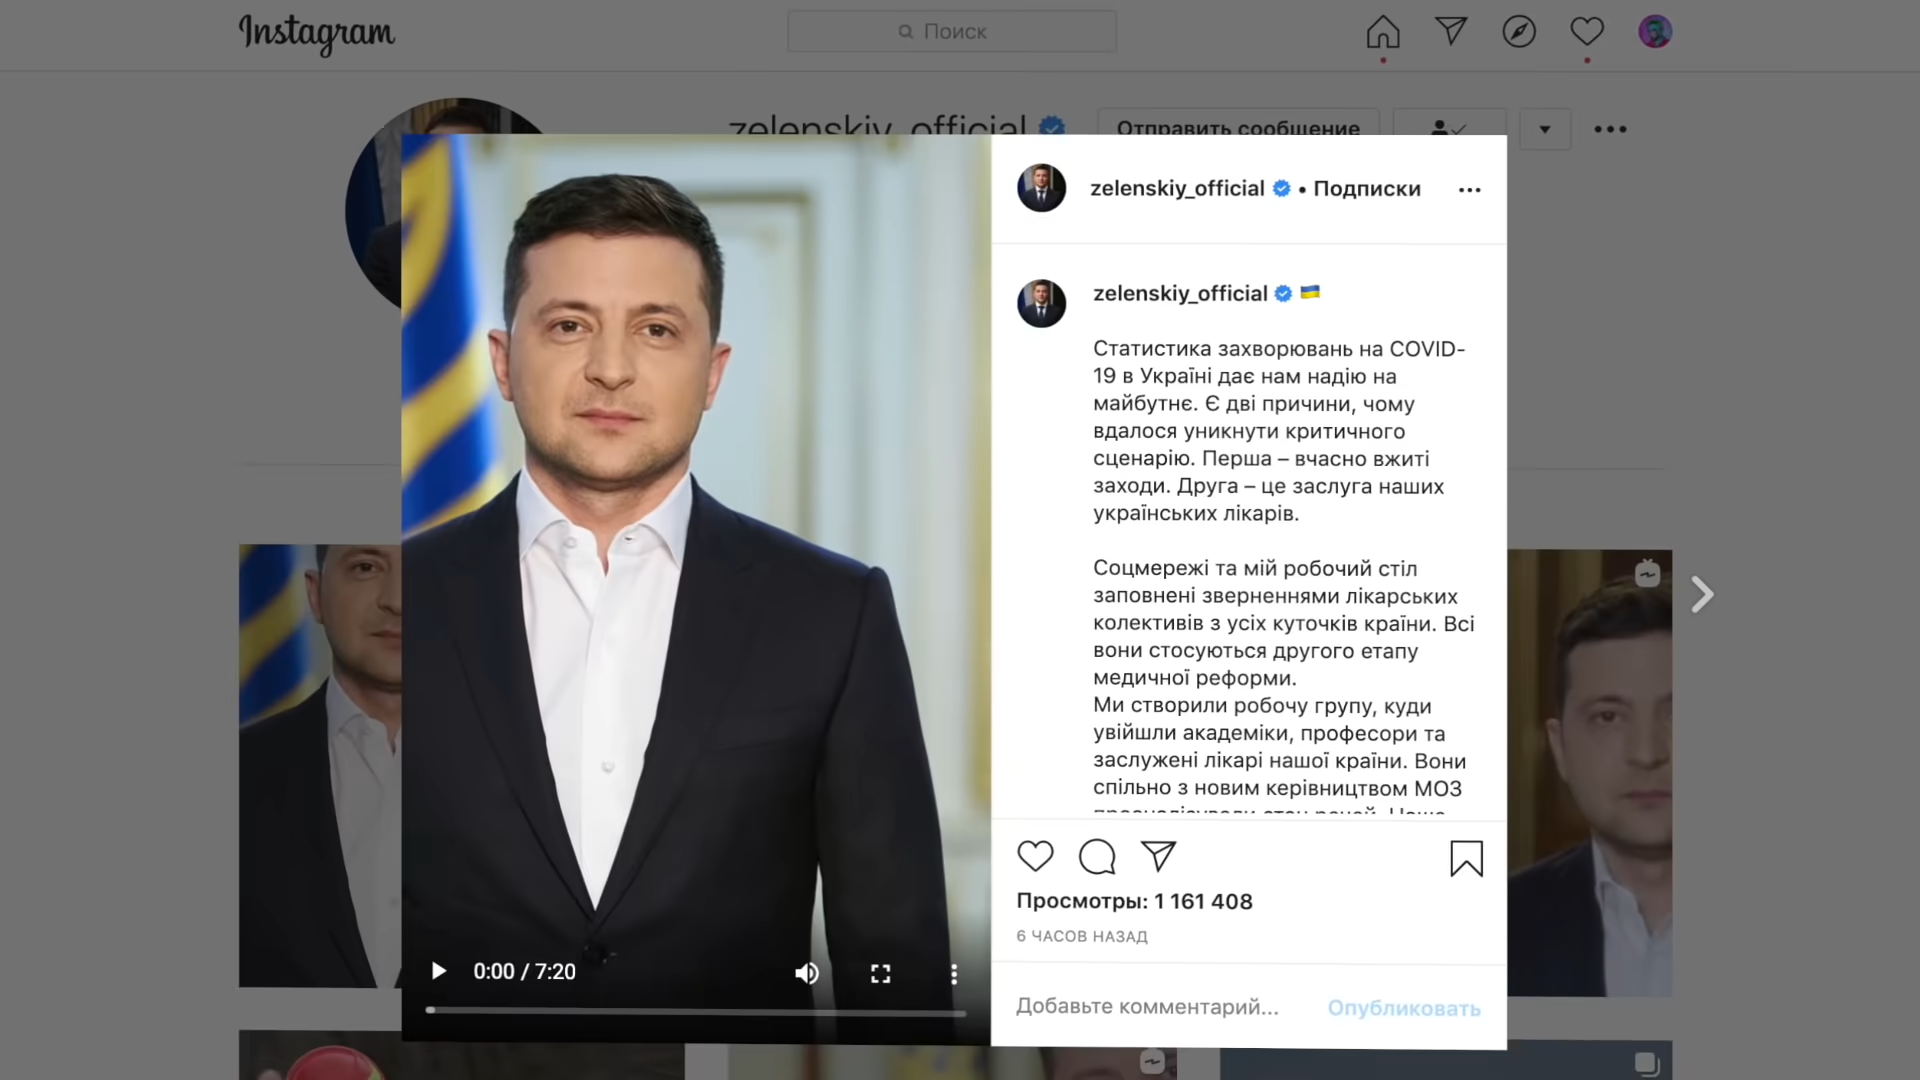 Instagram
Поиск
zelenskiy_official
Отправить сообщение
zelenskiy_official • Подписки
zelenskiy_official
Статистика захворювань на COVID-
19 в Україні дає нам надію на
майбутнє. Є дві причини, чому
вдалося уникнути критичного
сценарію. Перша – вчасно вжиті
заходи. Друга – це заслуга наших
українських лікарів.
Соцмережі та мій робочий стіл
заповнені зверненнями лікарських
колективів з усіх куточків країни. Всі
вони стосуються другого етапу
медичної реформи.
Ми створили робочу групу, куди
увійшли академіки, професори та
заслужені лікарі нашої країни. Вони
спільно з новим керівництвом МОЗ
Просмотры: 1 161 408
6 ЧАСОВ НАЗАД
0:00 / 7:20
Добавьте комментарий...
Опубликовать